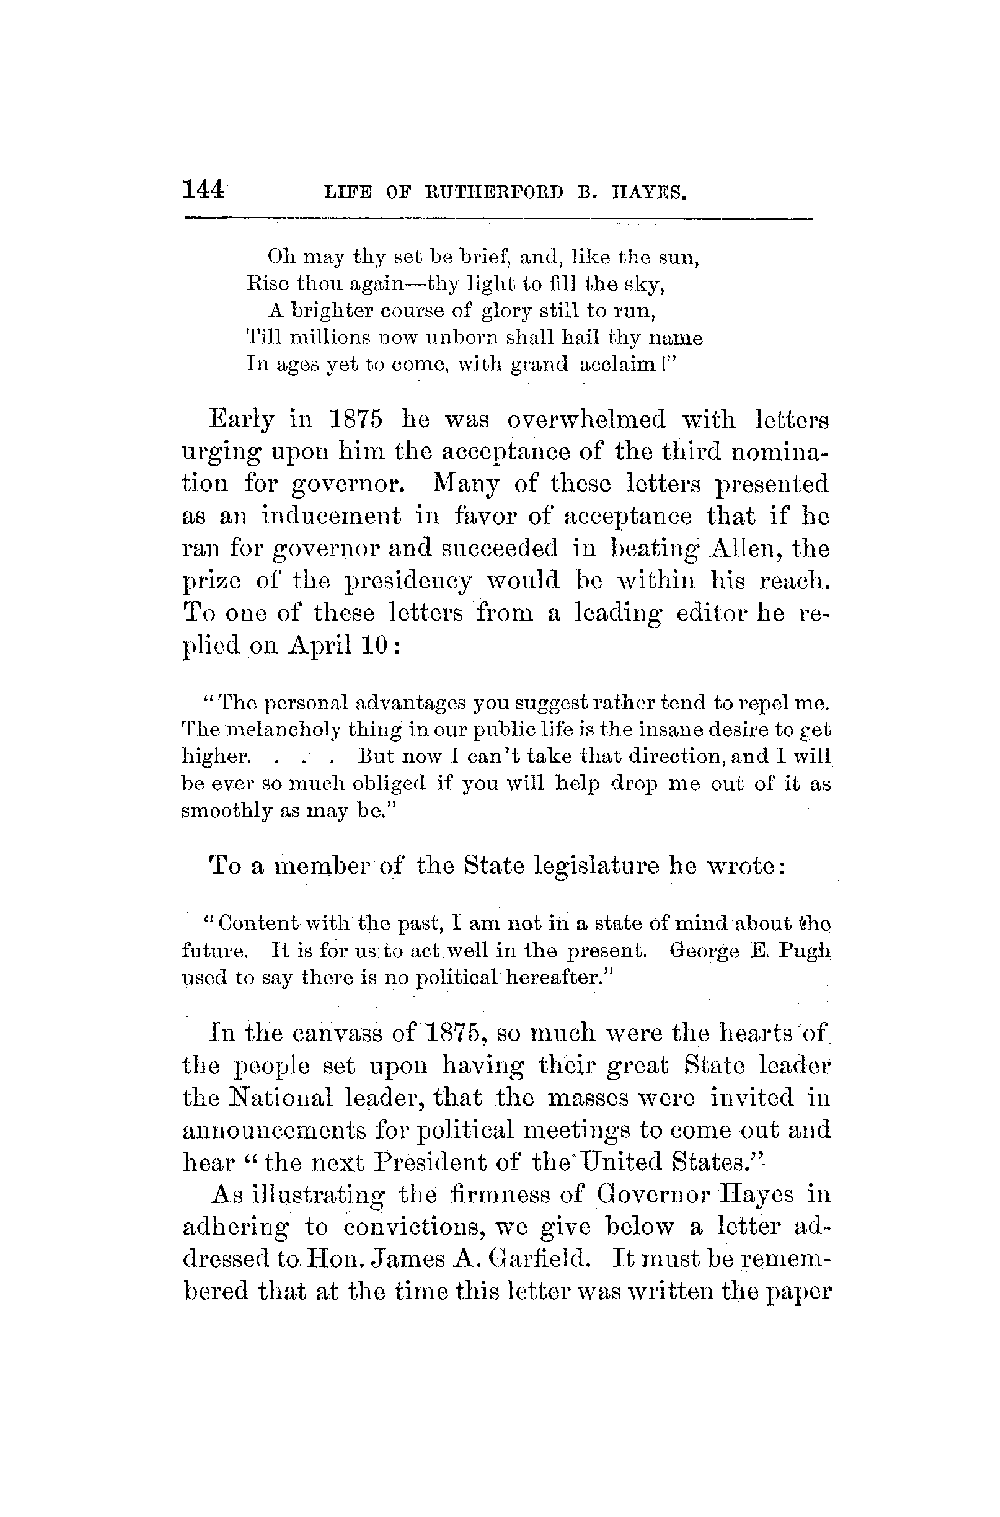 144 LIFE OF RUTHERFORD B. HAYES.
Oh may thy set be brief, and, like the sun,
Rise thou again—thy light to fill the sky,
A brighter course of glory still to run,
Till millions now unborn shall hail thy name
In ages yet to come, with grand acclaim!"
Early in 1875 he was overwhelmed with letters
urging upon him the acceptance of the third nomina-
tion for governor. Many of these letters presented
as an inducement in favor of acceptance that if he
ran for governor and succeeded in beating Allen, the
prize of the presidency would be within his reach.
To one of these letters from a leading editor he re-
plied on April 10:
"The personal advantages you suggest rather tend to repel me.
The melancholy thing in our public life is the insane desire to get
higher. . . . . But now I can't take that direction, and I will
be ever so much obliged if you will help drop me out of it as
smoothly as may be."
To a member of the State legislature he wrote:
"Content with the past, I am not in a state of mind about the
future. It is for us to act well in the present. George E. Pugh
used to say there is no political hereafter."
In the canvass of 1875, so much were the hearts of
the people set upon having their great State leader
the National leader, that the masses were invited in
announcements for political meetings to come out and
hear "the next President of the United States."
As illustrating the firmness of Governor Hayes in
adhering to convictions, we give below a letter ad-
dressed to Hon. James A. Garfield. It must be remem-
bered that at the time this letter was written the paper